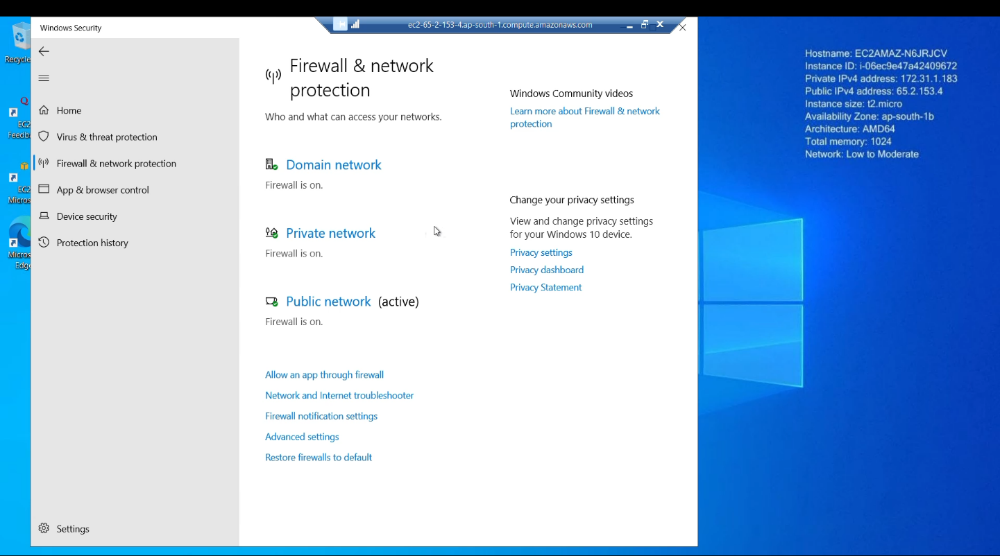 Windows Security
ec2-65-2-153-4.ap-south-1.compute.amazonaws.com
Recycle
EC2
Feedb
EC2
Micros
Micros
Edge
Home
Virus & threat protection
Firewall & network protection
App & browser control
Device security
Protection history
Settings
Firewall & network
protection
Who and what can access your networks.
Domain network
Firewall is on.
Private network
Firewall is on.
Public network (active)
Firewall is on.
Allow an app through firewall
Network and Internet troubleshooter
Firewall notification settings
Advanced settings
Restore firewalls to default
Windows Community videos
Learn more about Firewall & network
protection
Change your privacy settings
View and change privacy settings
for your Windows 10 device.
Privacy settings
Privacy dashboard
Privacy Statement
Hostname: EC2AMAZ-N6JRJCV
Instance ID: i-06ec9e47a42409672
Private IPv4 address: 172.31.1.183
Public IPv4 address: 65.2.153.4
Instance size: t2.micro
Availability Zone: ap-south-1b
Architecture: AMD64
Total memory: 1024
Network: Low to Moderate